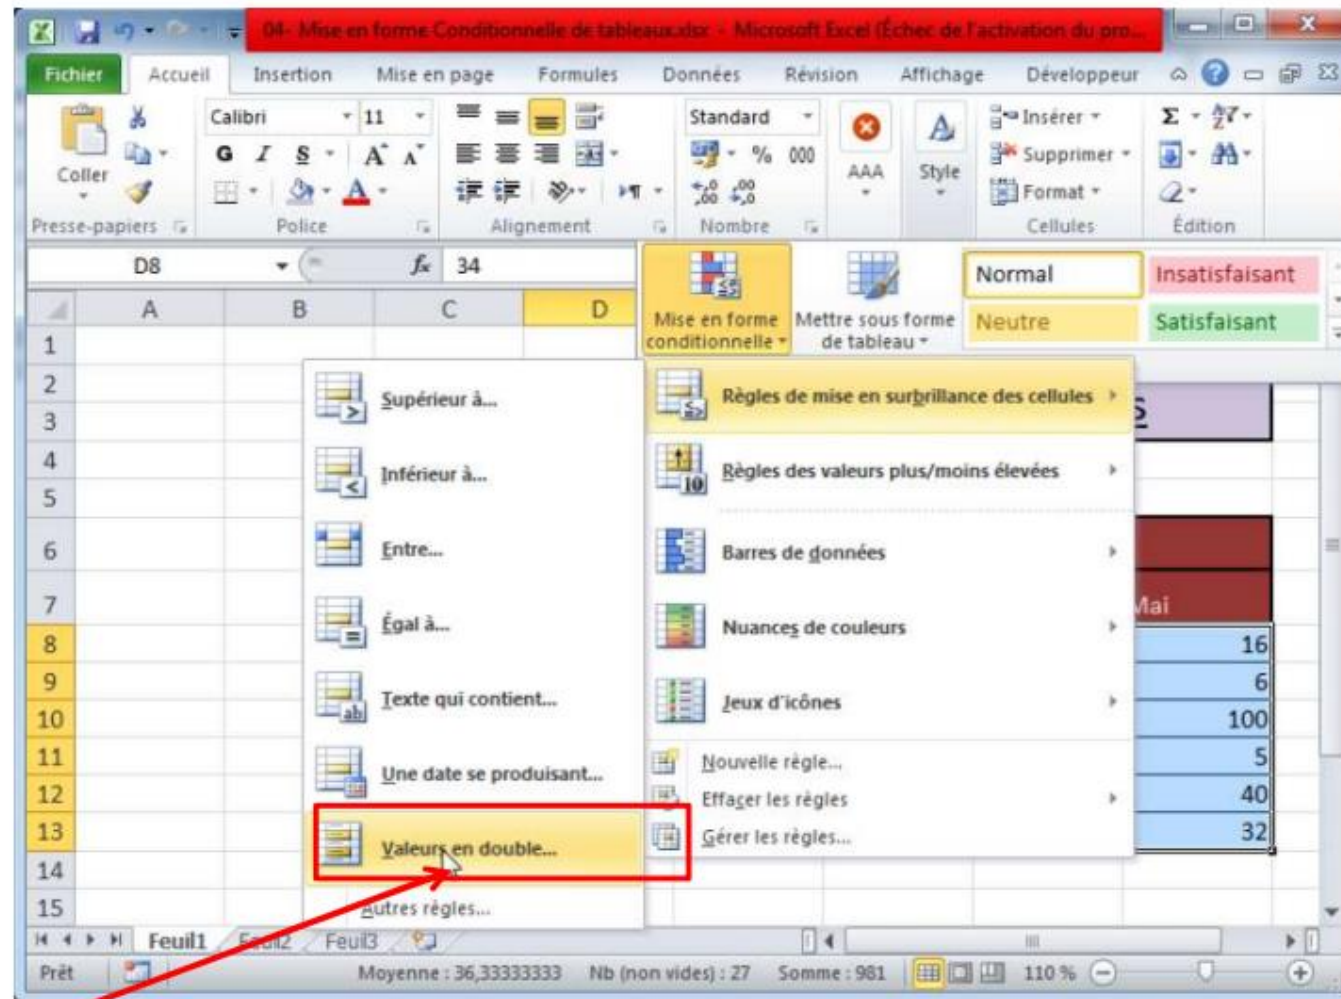 04- Mise en forme Conditionnelle de tableaux.xlsx - Microsoft Excel (Échec de l'activation du pro...
Fichier Accueil Insertion Mise en page Formules Données Révision Affichage Développeur
Calibri 11 Standard Insérer Σ
Coller G I S A A % 000 AAA Style Supprimer
A ,00 Format
Presse-papiers Police Alignement Nombre Cellules Édition
D8 fx 34
Mise en forme conditionnelle Mettre sous forme de tableau
Normal Insatisfaisant
Neutre Satisfaisant
A B C D
1
2
3
4
5
6
7
8
9
10
11
12
13
14
15
Supérieur à...
Inférieur à...
Entre...
Égal à...
Texte qui contient...
Une date se produisant...
Valeurs en double...
Autres règles...
Règles de mise en surbrillance des cellules
Règles des valeurs plus/moins élevées
Barres de données
Nuances de couleurs
Jeux d'icônes
Nouvelle règle...
Effacer les règles
Gérer les règles...
S
Mai
16
6
100
5
40
32
Feuil1 Feuil2 Feuil3
Prêt Moyenne : 36,33333333 Nb (non vides) : 27 Somme : 981 110 %